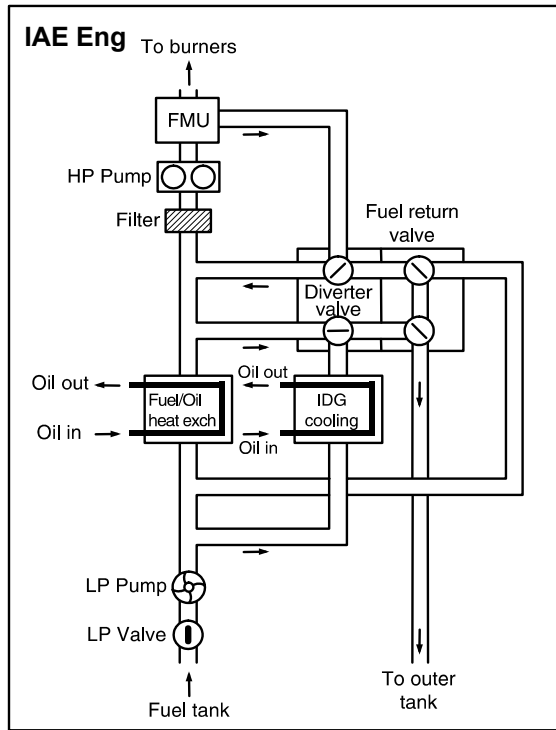 IAE Eng
To burners
FMU
HP Pump
Filter
Fuel return
valve
Diverter
valve
Oil out
Fuel/Oil
heat exch
Oil in
Oil out
IDG
cooling
Oil in
LP Pump
LP Valve
Fuel tank
To outer
tank